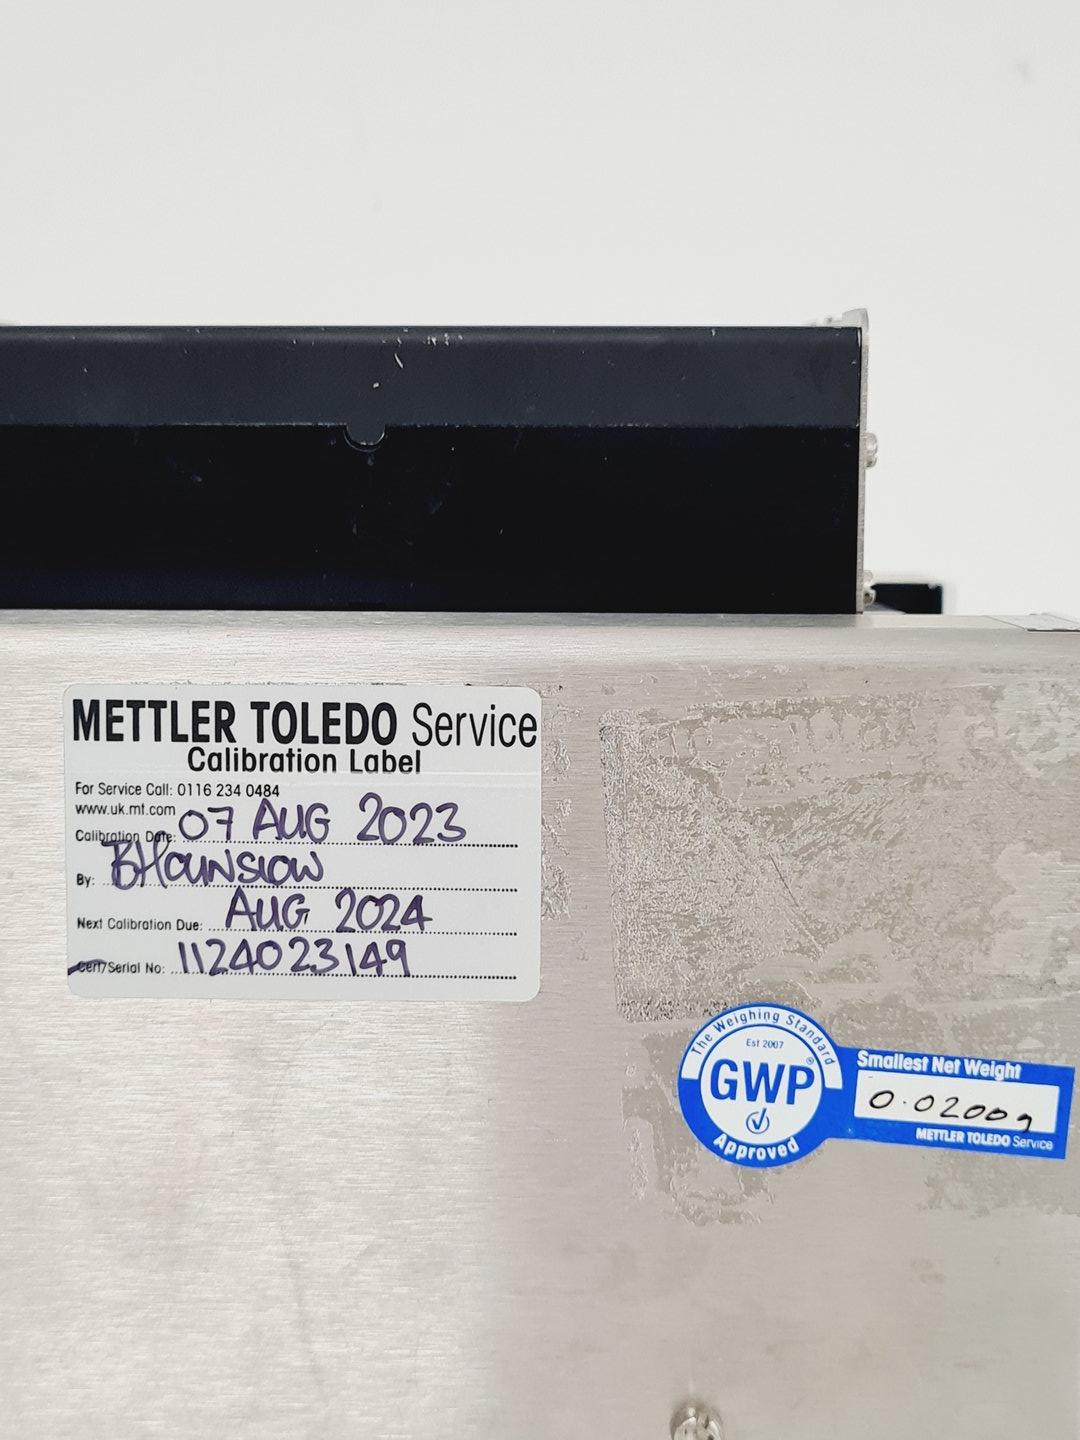 METTLER TOLEDO Service
Calibration Label
For Service Call: 0116 234 0484
www.uk.mt.com
Calibration Date: 07 AUG 2023
By: BHOUNSLOW
Next Calibration Due: AUG 2024
Cert/Serial No: 1124023149
The Weighing Standard
Est 2007
GWP®
Approved
Smallest Net Weight
0.0200g
METTLER TOLEDO Service